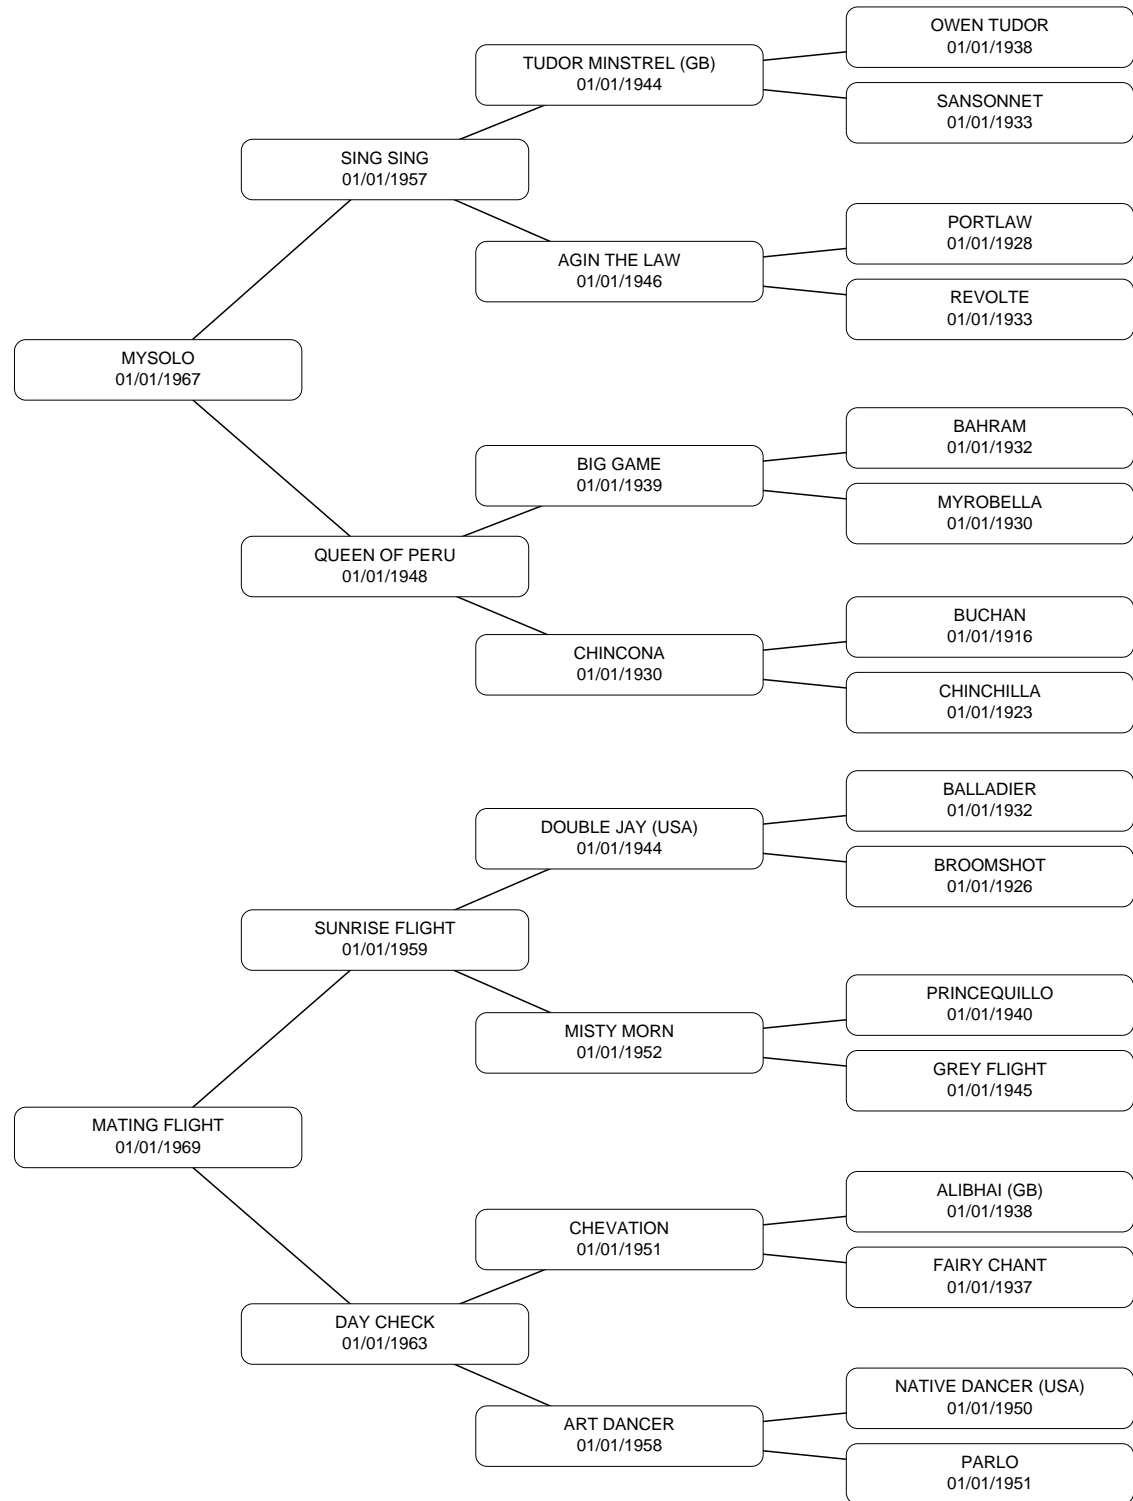 OWEN TUDOR
01/01/1938
TUDOR MINSTREL (GB)
01/01/1944
SANSONNET
01/01/1933
SING SING
01/01/1957
PORTLAW
01/01/1928
AGIN THE LAW
01/01/1946
REVOLTE
01/01/1933
MYSOLO
01/01/1967
BAHRAM
01/01/1932
BIG GAME
01/01/1939
MYROBELLA
01/01/1930
QUEEN OF PERU
01/01/1948
BUCHAN
01/01/1916
CHINCONA
01/01/1930
CHINCHILLA
01/01/1923
BALLADIER
01/01/1932
DOUBLE JAY (USA)
01/01/1944
BROOMSHOT
01/01/1926
SUNRISE FLIGHT
01/01/1959
PRINCEQUILLO
01/01/1940
MISTY MORN
01/01/1952
GREY FLIGHT
01/01/1945
MATING FLIGHT
01/01/1969
ALIBHAI (GB)
01/01/1938
CHEVATION
01/01/1951
FAIRY CHANT
01/01/1937
DAY CHECK
01/01/1963
NATIVE DANCER (USA)
01/01/1950
ART DANCER
01/01/1958
PARLO
01/01/1951